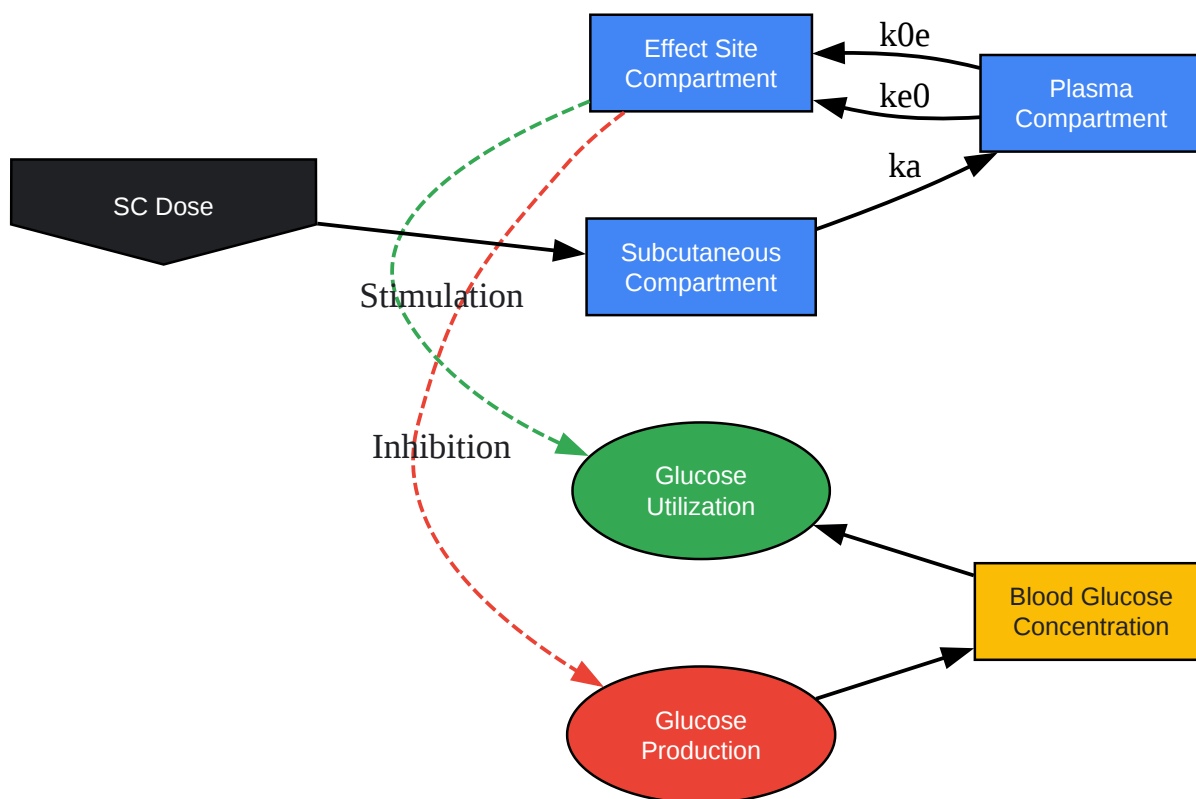 Effect Site
Compartment
k0e
ke0
Plasma
Compartment
ka
SC Dose
Subcutaneous
Compartment
Stimulation
Inhibition
Glucose
Utilization
Blood Glucose
Concentration
Glucose
Production